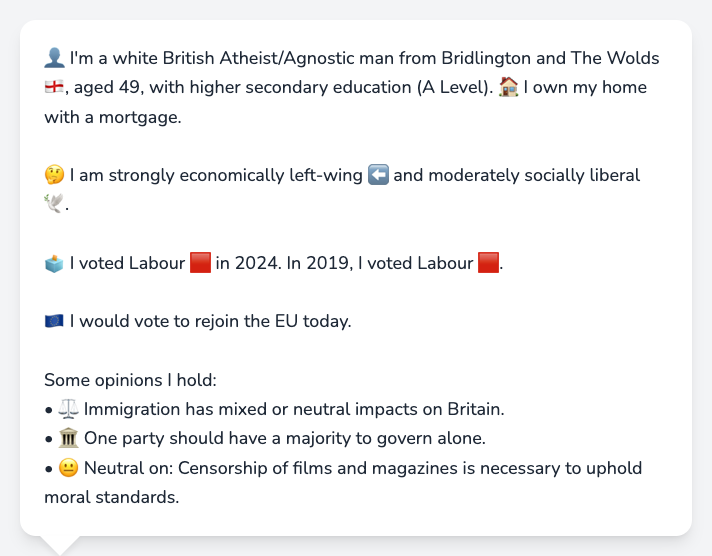 👤 I'm a white British Atheist/Agnostic man from Bridlington and The Wolds
🏴󠁧󠁢󠁥󠁮󠁧󠁿, aged 49, with higher secondary education (A Level). 🏠 I own my home
with a mortgage.
🤔 I am strongly economically left-wing ⬅️ and moderately socially liberal
🕊️.
🗳️ I voted Labour 🟥 in 2024. In 2019, I voted Labour 🟥.
🇪🇺 I would vote to rejoin the EU today.
Some opinions I hold:
• ⚖️ Immigration has mixed or neutral impacts on Britain.
• 🏛️ One party should have a majority to govern alone.
• 😐 Neutral on: Censorship of films and magazines is necessary to uphold
moral standards.